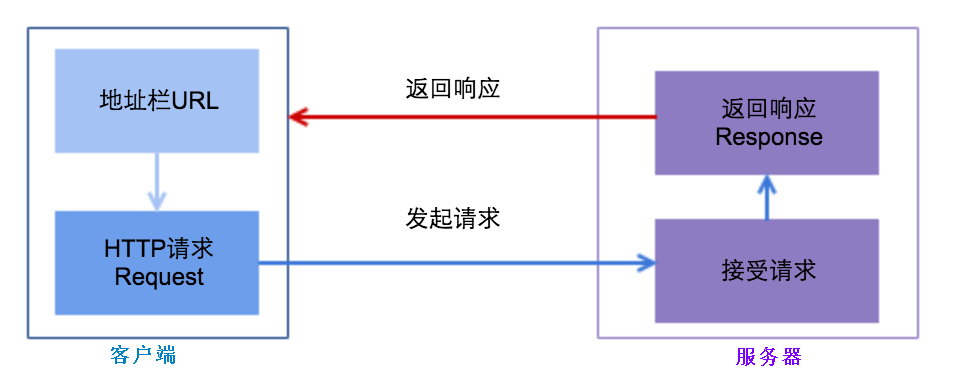 地址栏URL
HTTP请求
Request
返回响应
发起请求
返回响应
Response
接受请求
客户端
服务器